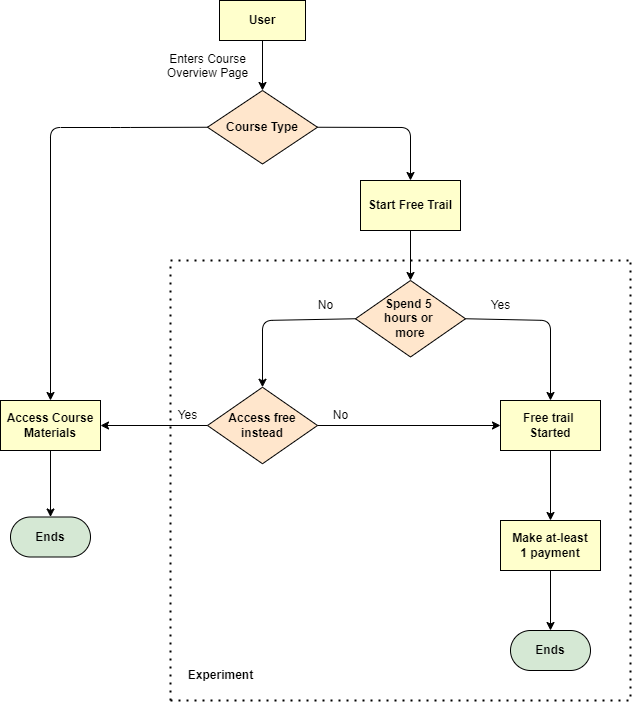 User
Enters Course
Overview Page
Course Type
Start Free Trail
Spend 5
hours or
more
No
Yes
Access Course
Materials
Yes
Access free
instead
No
Free trail
Started
Ends
Make at-least
1 payment
Ends
Experiment